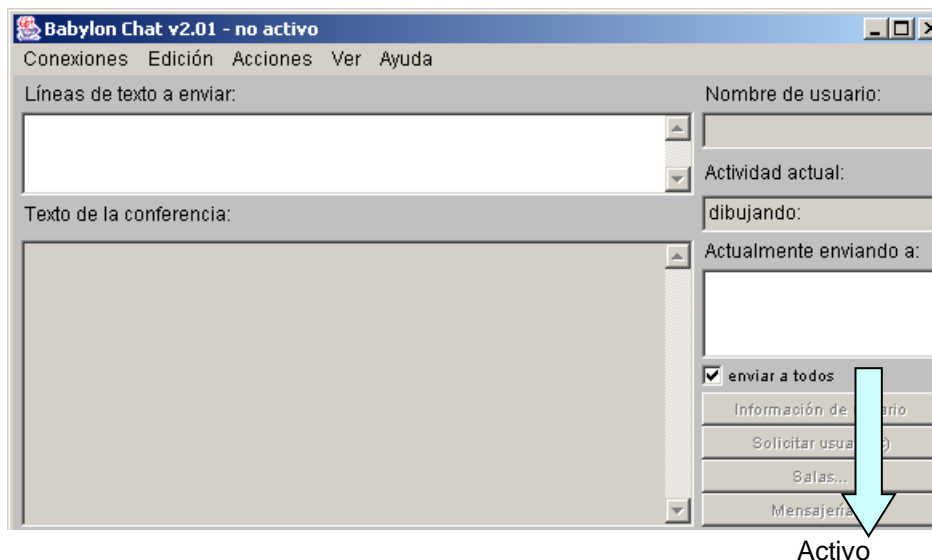 Babylon Chat v2.01 - no activo
Conexiones Edición Acciones Ver Ayuda
Líneas de texto a enviar:
Nombre de usuario:
Actividad actual:
dibujando:
Texto de la conferencia:
Actualmente enviando a:
enviar a todos
Información de
Solicitar
Salas...
Mensajería
Activo